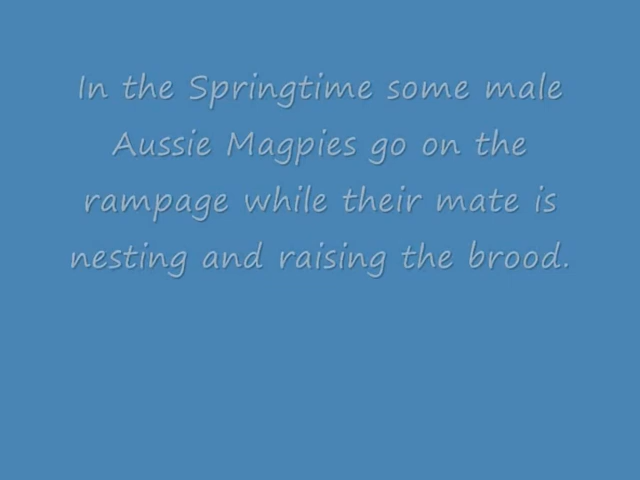 In the Springtime some male
Aussie Magpies go on the
rampage while their mate is
nesting and raising the brood.